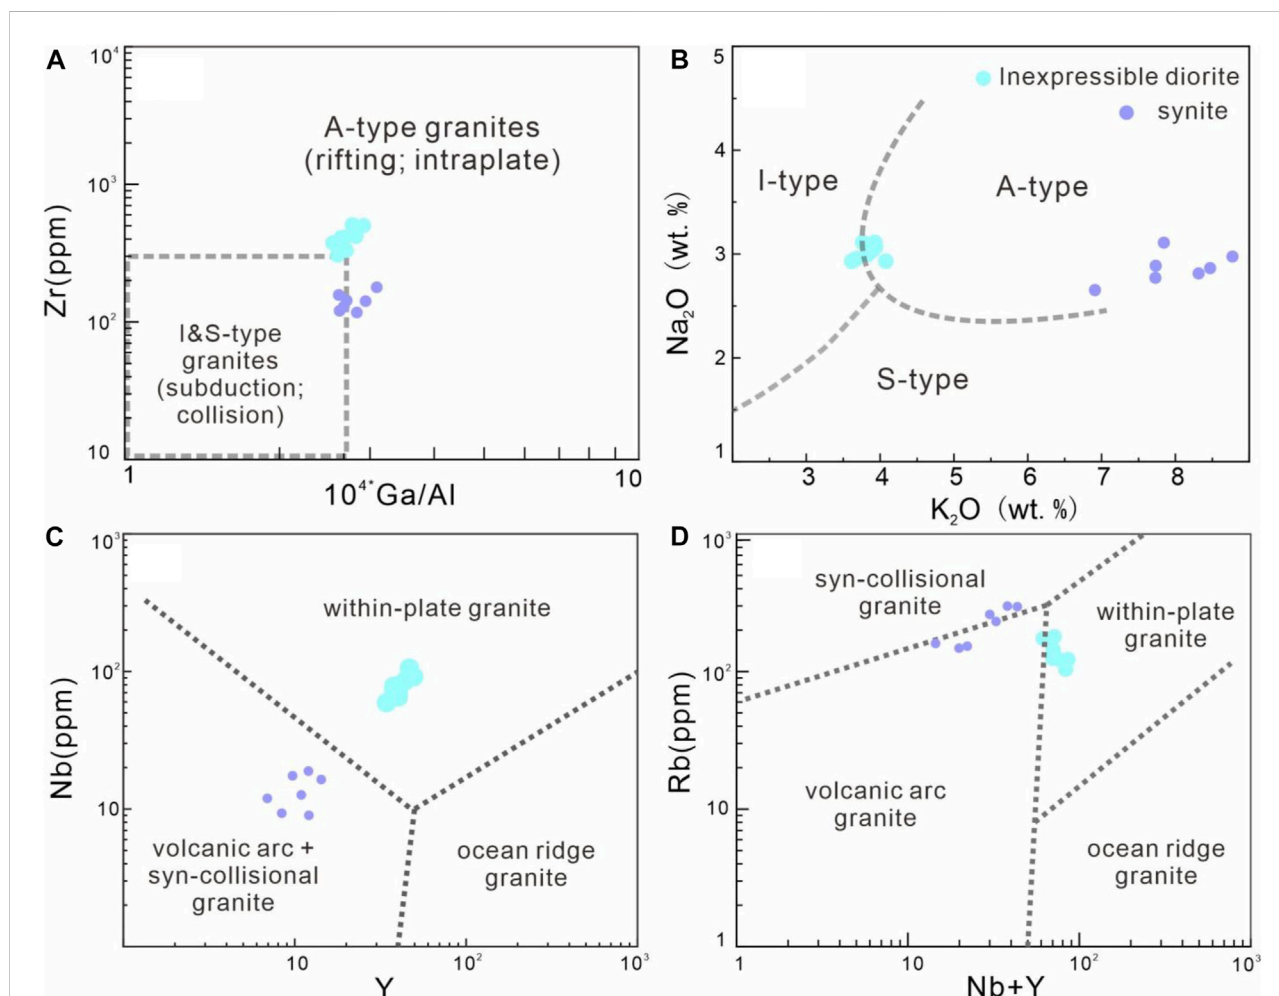 A
10⁴
10³
10²
10
Zr(ppm)
A-type granites
(rifting; intraplate)
I&S-type
granites
(subduction;
collision)
1
10
10⁴*Ga/Al
B
5
4
3
2
1
Na₂O (wt. %)
Inexpressible diorite
synite
I-type
A-type
S-type
3
4
5
6
7
8
K₂O (wt. %)
C
10³
10²
10
Nb(ppm)
within-plate granite
volcanic arc +
syn-collisional
granite
ocean ridge
granite
10
10²
10³
Y
D
10³
10²
10
1
Rb(ppm)
syn-collisional
granite
within-plate
granite
volcanic arc
granite
ocean ridge
granite
1
10
10²
10³
Nb+Y